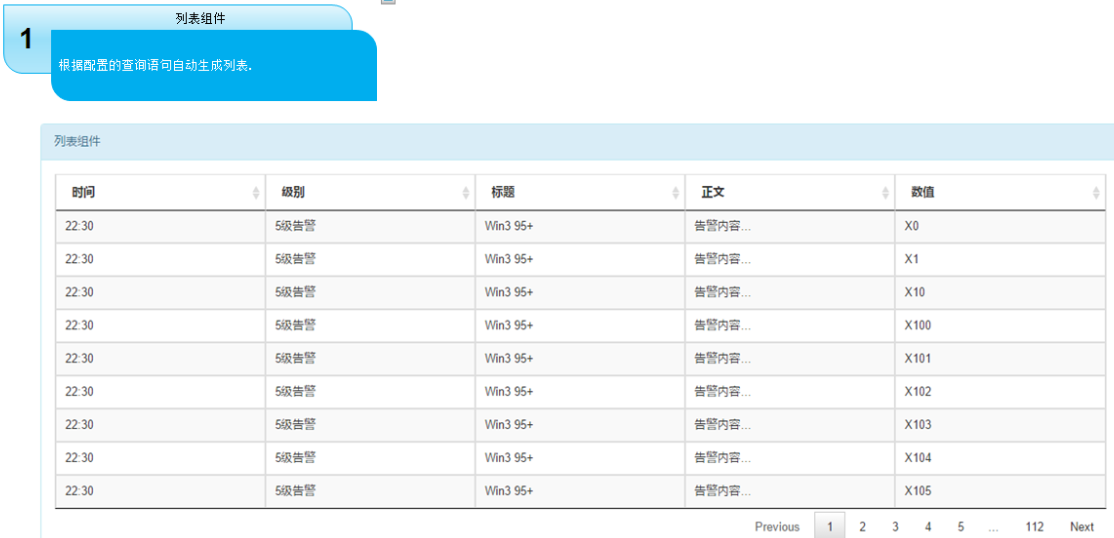 列表组件
1
根据配置的查询语句自动生成列表.
列表组件
时间 级别 标题 正文 数值
22:30 5级告警 Win3 95+ 告警内容... X0
22:30 5级告警 Win3 95+ 告警内容... X1
22:30 5级告警 Win3 95+ 告警内容... X10
22:30 5级告警 Win3 95+ 告警内容... X100
22:30 5级告警 Win3 95+ 告警内容... X101
22:30 5级告警 Win3 95+ 告警内容... X102
22:30 5级告警 Win3 95+ 告警内容... X103
22:30 5级告警 Win3 95+ 告警内容... X104
22:30 5级告警 Win3 95+ 告警内容... X105
Previous 1 2 3 4 5 ... 112 Next